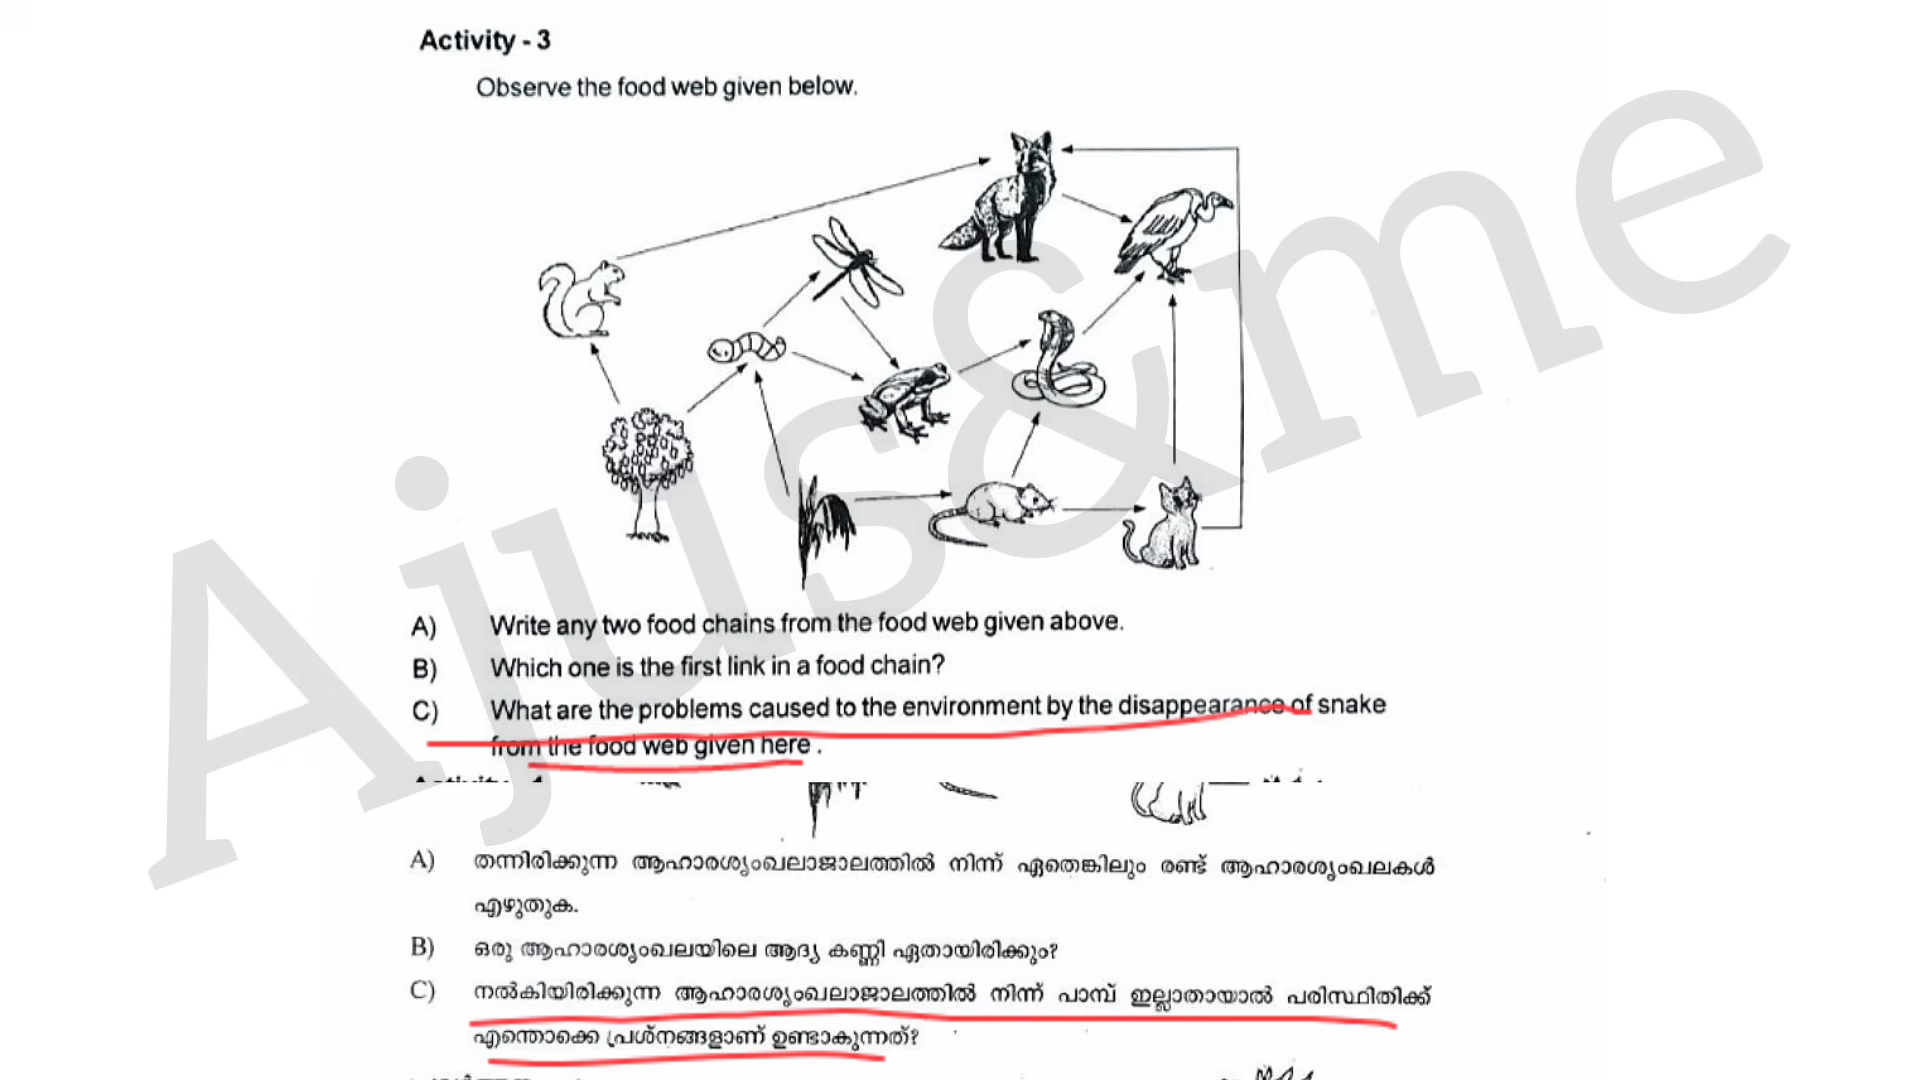 Activity - 3
Observe the food web given below.
A) Write any two food chains from the food web given above.
B) Which one is the first link in a food chain?
C) What are the problems caused to the environment by the disappearance of snake
from the food web given here .
A) തന്നിരിക്കുന്ന ആഹാരശൃംഖലാജാലത്തിൽ നിന്ന് ഏതെങ്കിലും രണ്ട് ആഹാരശൃംഖലകൾ
എഴുതുക.
B) ഒരു ആഹാരശൃംഖലയിലെ ആദ്യ കണ്ണി ഏതായിരിക്കും?
C) നൽകിയിരിക്കുന്ന ആഹാരശൃംഖലാജാലത്തിൽ നിന്ന് പാമ്പ് ഇല്ലാതായാൽ പരിസ്ഥിതിക്ക്
എന്തൊക്കെ പ്രശ്നങ്ങളാണ് ഉണ്ടാകുന്നത്?
Ajus&me